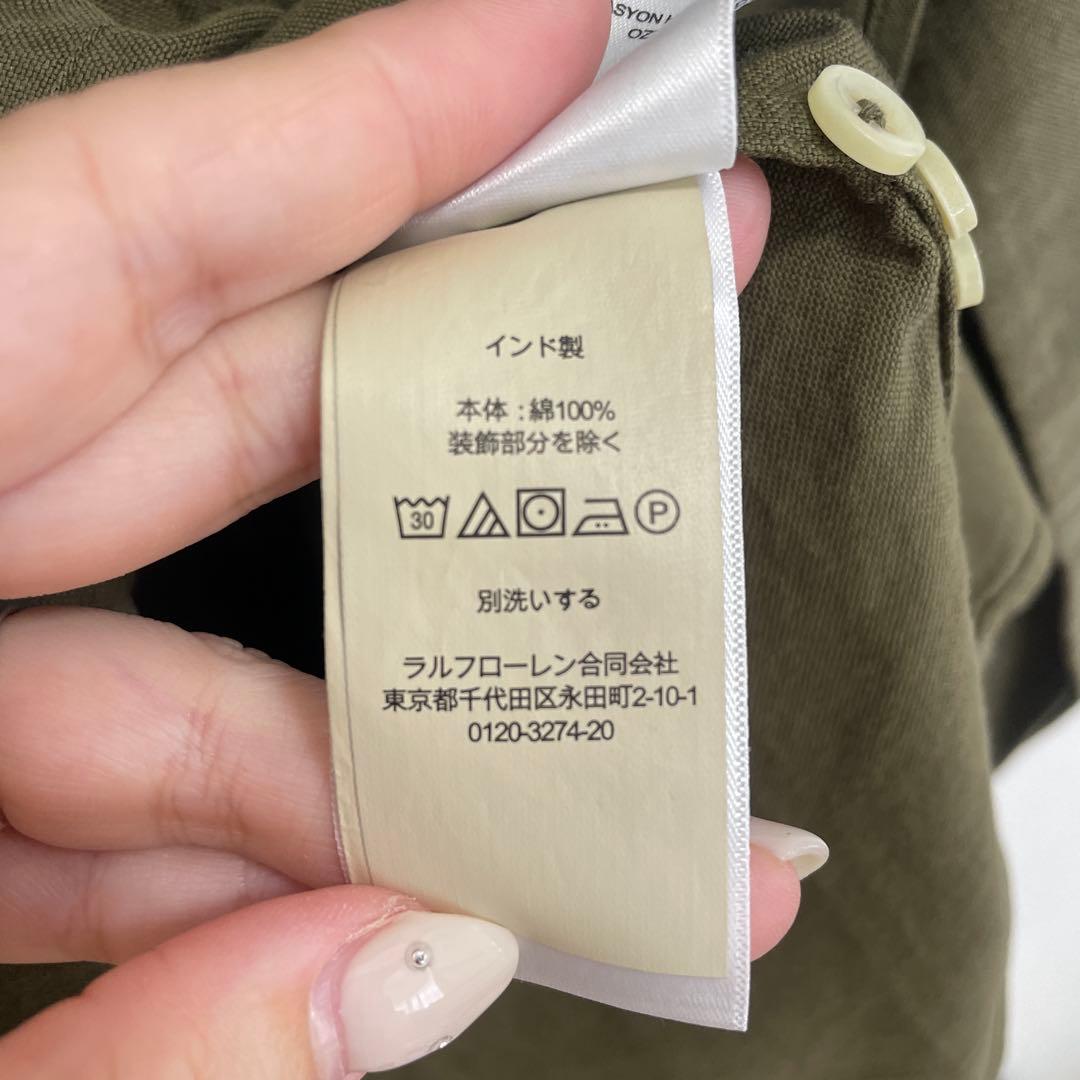 インド製
本体 : 綿100%
装飾部分を除く
30 P
別洗いする
ラルフローレン合同会社
東京都千代田区永田町2-10-1
0120-3274-20